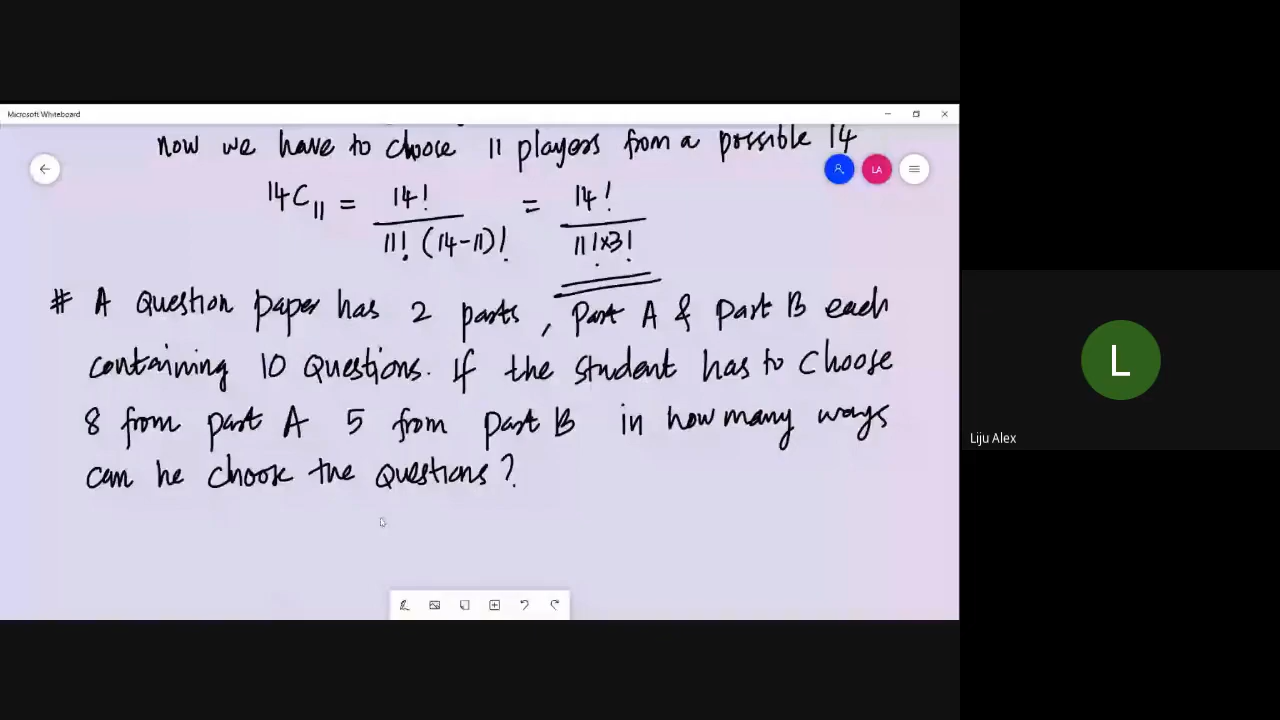 Microsoft Whiteboard
now we have to choose 11 players from a possible 14
LA
14C11 = 14! / 11! (14-11)! = 14! / 11!x3!
# A Question paper has 2 parts, Part A & Part B each
containing 10 Questions. If the student has to choose
8 from part A 5 from part B in how many ways
can he choose the Questions?
L
Liju Alex